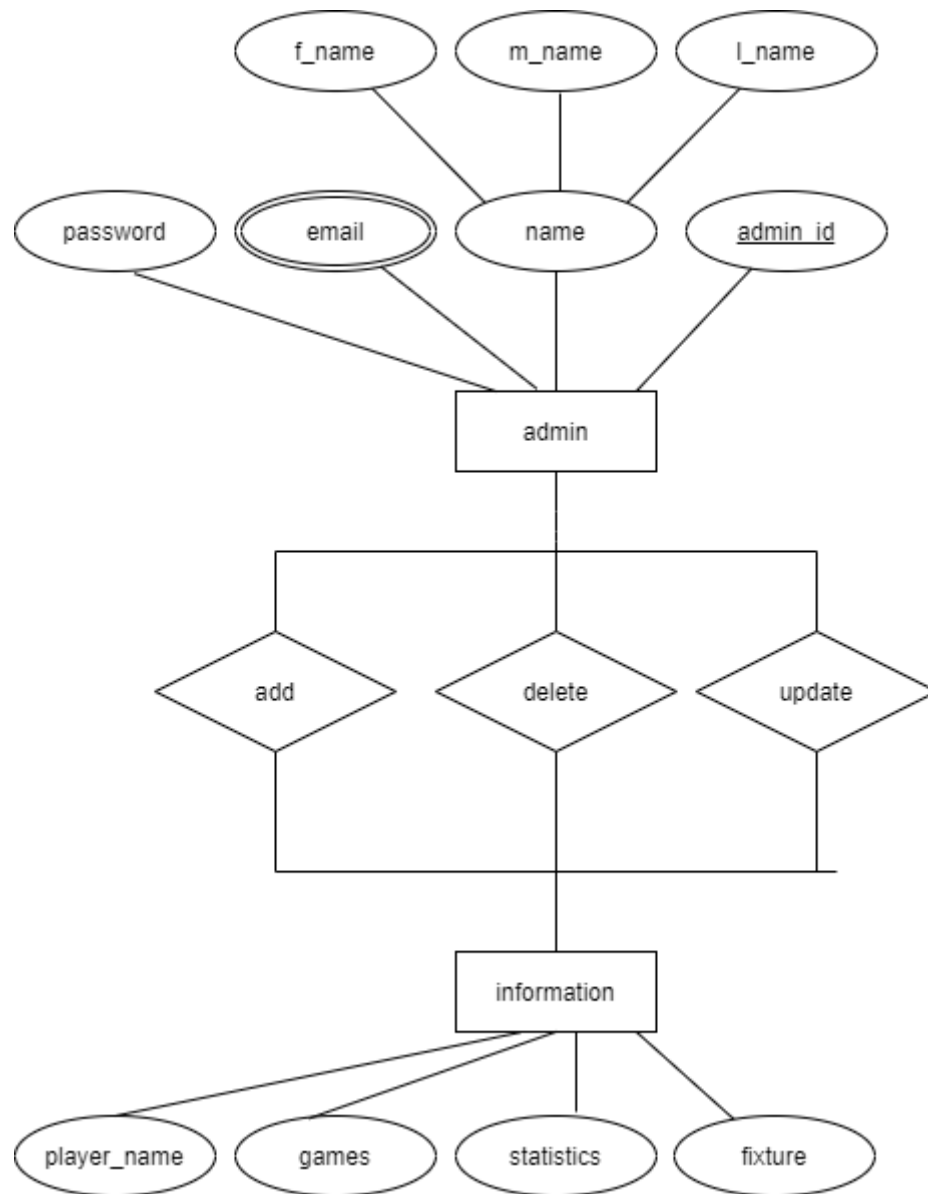 f_name
m_name
l_name
password
email
name
admin_id
admin
add
delete
update
information
player_name
games
statistics
fixture